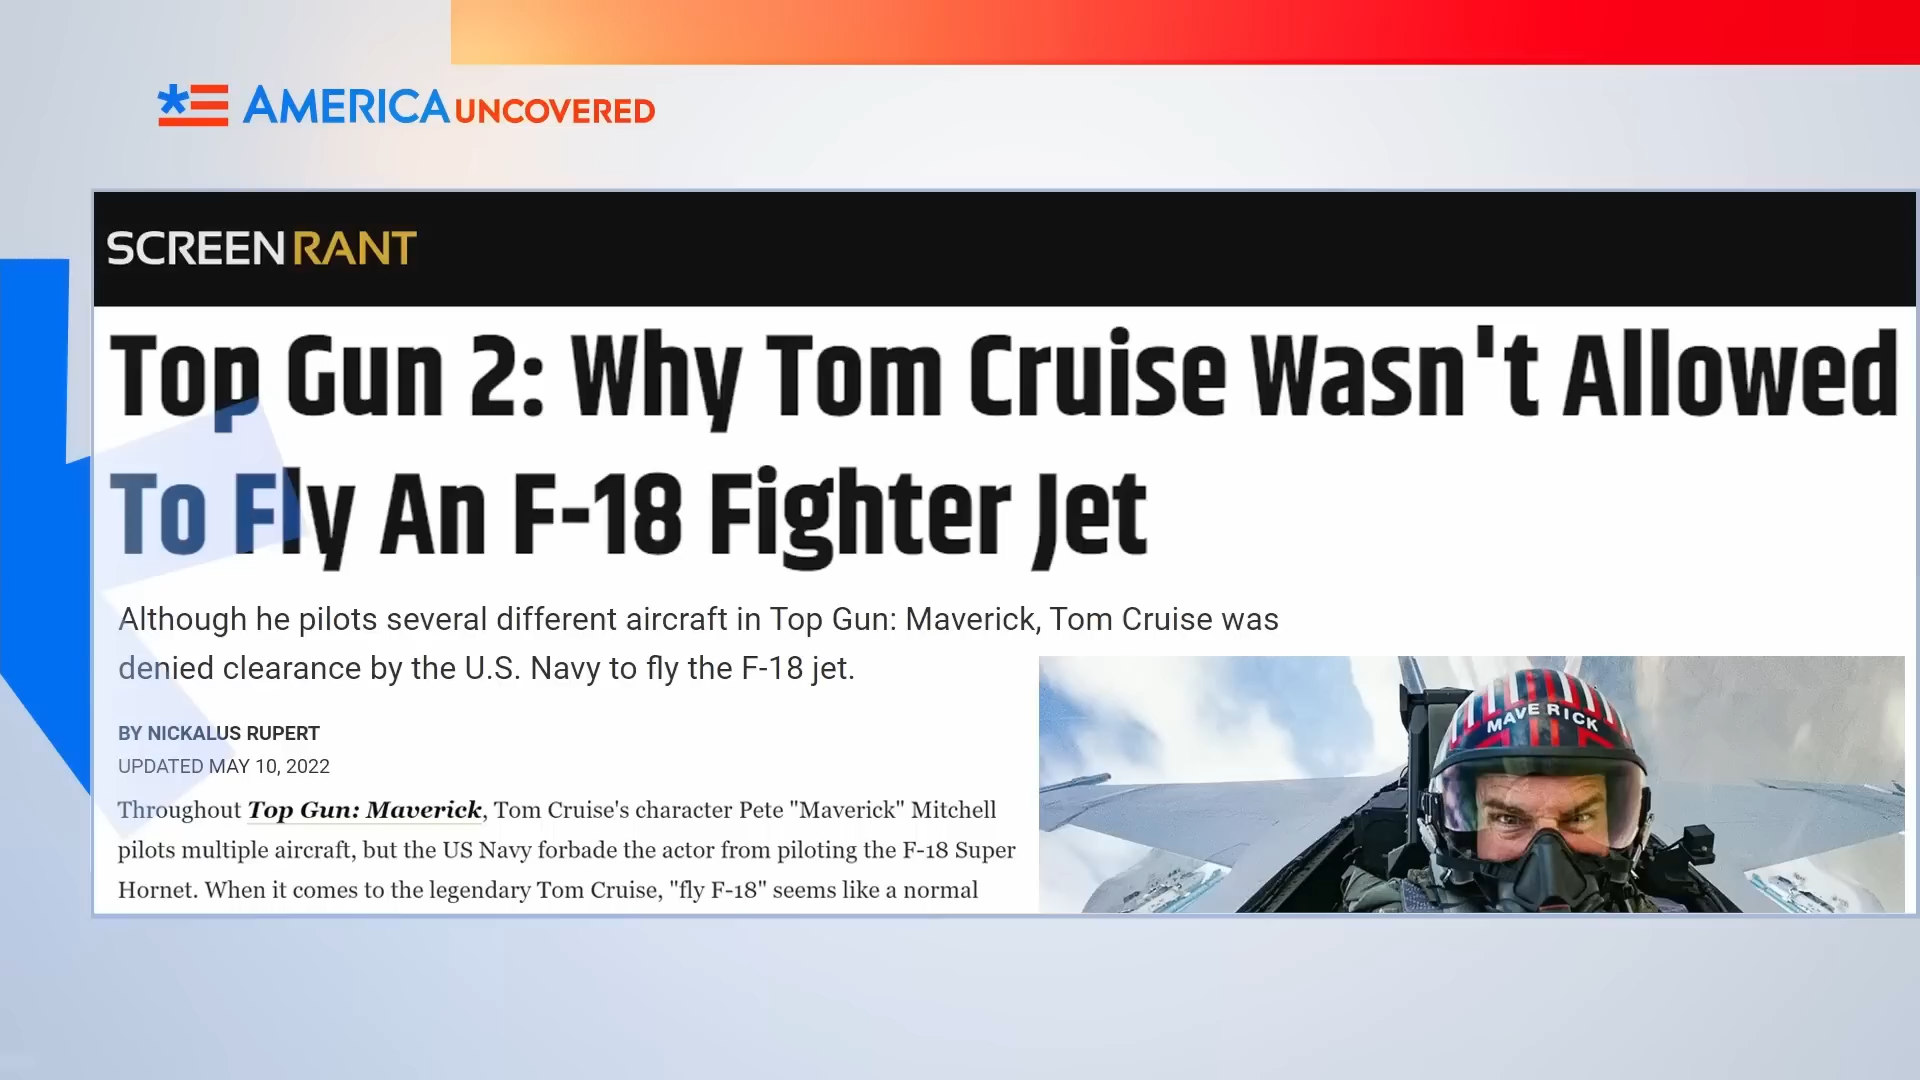 AMERICA UNCOVERED
SCREENRANT
Top Gun 2: Why Tom Cruise Wasn't Allowed
To Fly An F-18 Fighter Jet
Although he pilots several different aircraft in Top Gun: Maverick, Tom Cruise was
denied clearance by the U.S. Navy to fly the F-18 jet.
BY NICKALUS RUPERT
UPDATED MAY 10, 2022
Throughout Top Gun: Maverick, Tom Cruise's character Pete "Maverick" Mitchell
pilots multiple aircraft, but the US Navy forbade the actor from piloting the F-18 Super
Hornet. When it comes to the legendary Tom Cruise, "fly F-18" seems like a normal
MAVERICK